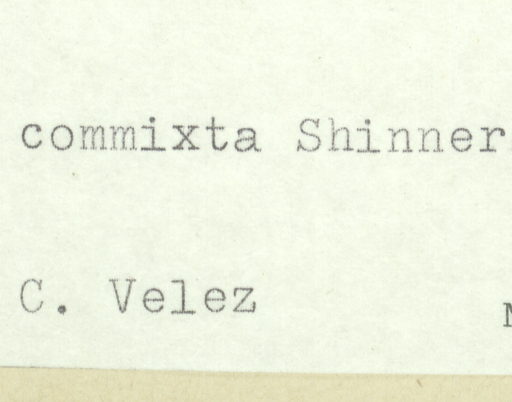 commixta Shinner
C. Velez